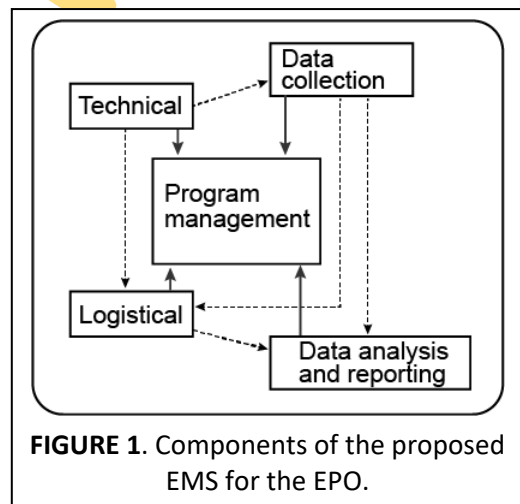 Data
collection
Technical
Program
management
Logistical
Data analysis
and reporting
FIGURE 1. Components of the proposed
EMS for the EPO.